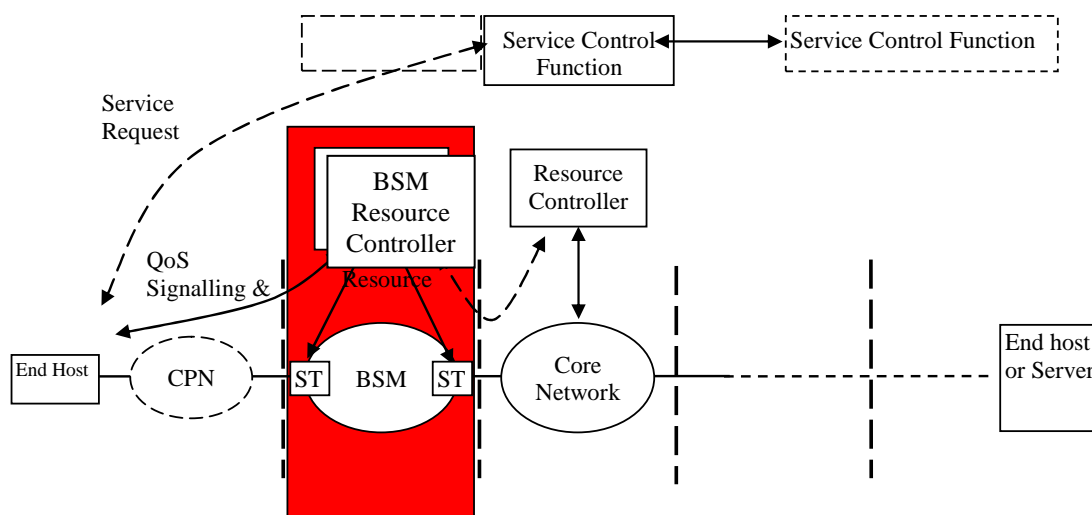 Service Control
Function
Service Control Function
Service
Request
BSM
Resource
Controller
Resource
Controller
QoS
Signalling &
Resource
End Host
CPN
ST
BSM
ST
Core
Network
End host
or Server